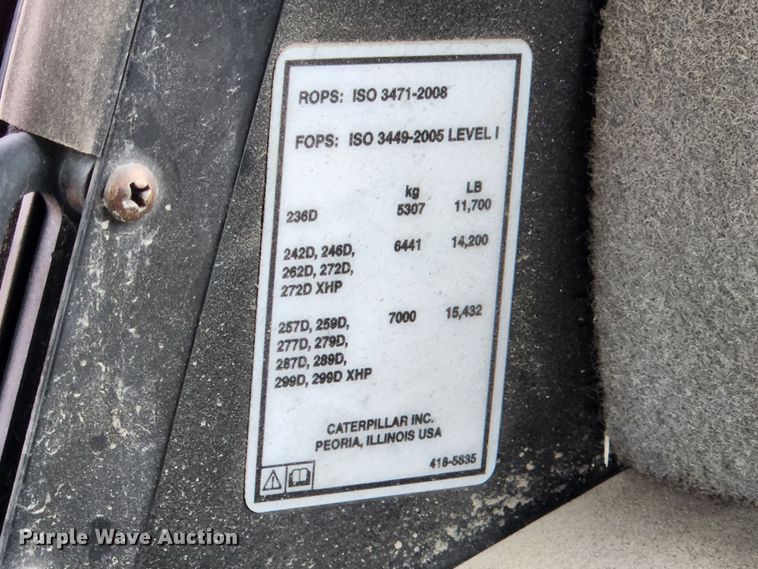 ROPS: ISO 3471-2008
FOPS: ISO 3449-2005 LEVEL I
kg LB
236D 5307 11,700
242D, 246D, 6441 14,200
262D, 272D,
272D XHP
257D, 259D, 7000 15,432
277D, 279D,
287D, 289D,
299D, 299D XHP
CATERPILLAR INC.
PEORIA, ILLINOIS USA
418-5835
Purple Wave Auction